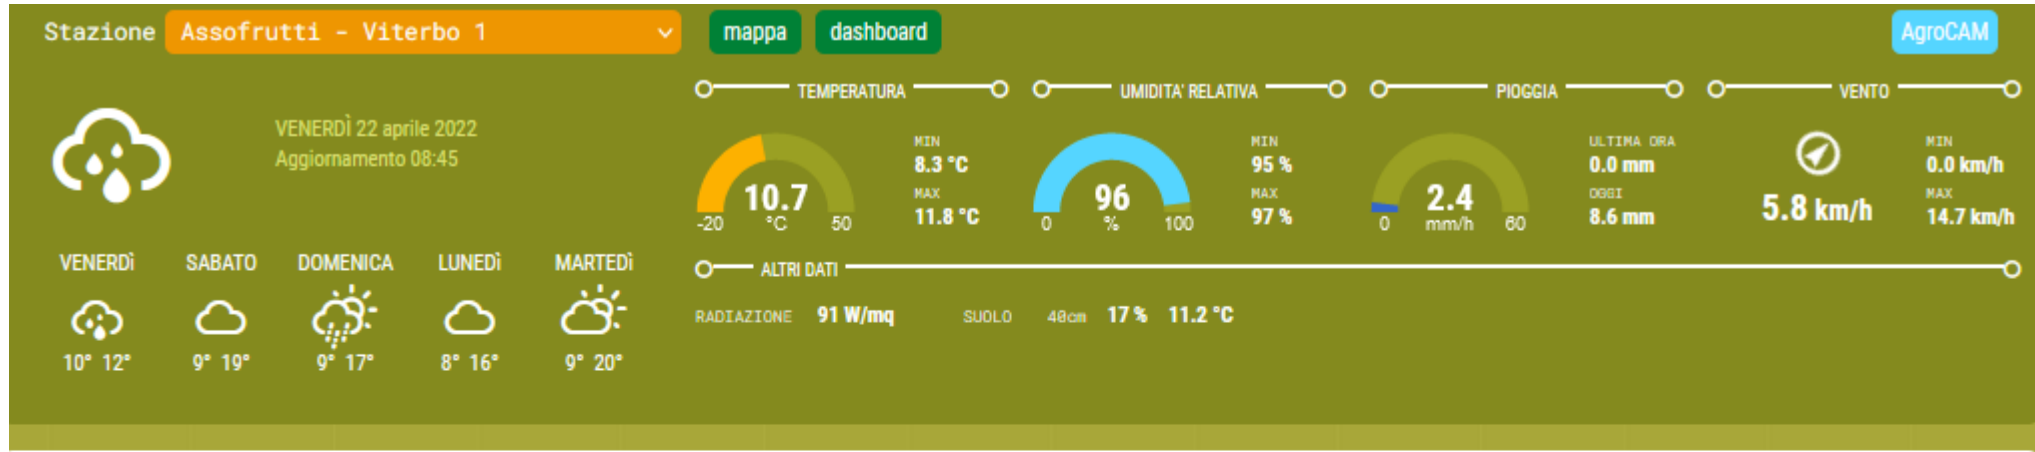 Stazione Assofrutti - Viterbo 1 mappa dashboard AgroCAM
VENERDÌ 22 aprile 2022
Aggiornamento 08:45
TEMPERATURA
10.7
°C
-20 50
MIN
8.3 °C
MAX
11.8 °C
UMIDITA' RELATIVA
96
%
0 100
MIN
95 %
MAX
97 %
PIOGGIA
2.4
mm/h
0 60
ULTIMA ORA
0.0 mm
OGGI
8.6 mm
VENTO
5.8 km/h
MIN
0.0 km/h
MAX
14.7 km/h
VENERDÌ SABATO DOMENICA LUNEDÌ MARTEDÌ
10° 12° 9° 19° 9° 17° 8° 16° 9° 20°
ALTRI DATI
RADIAZIONE 91 W/mq SUOLO 40cm 17 % 11.2 °C